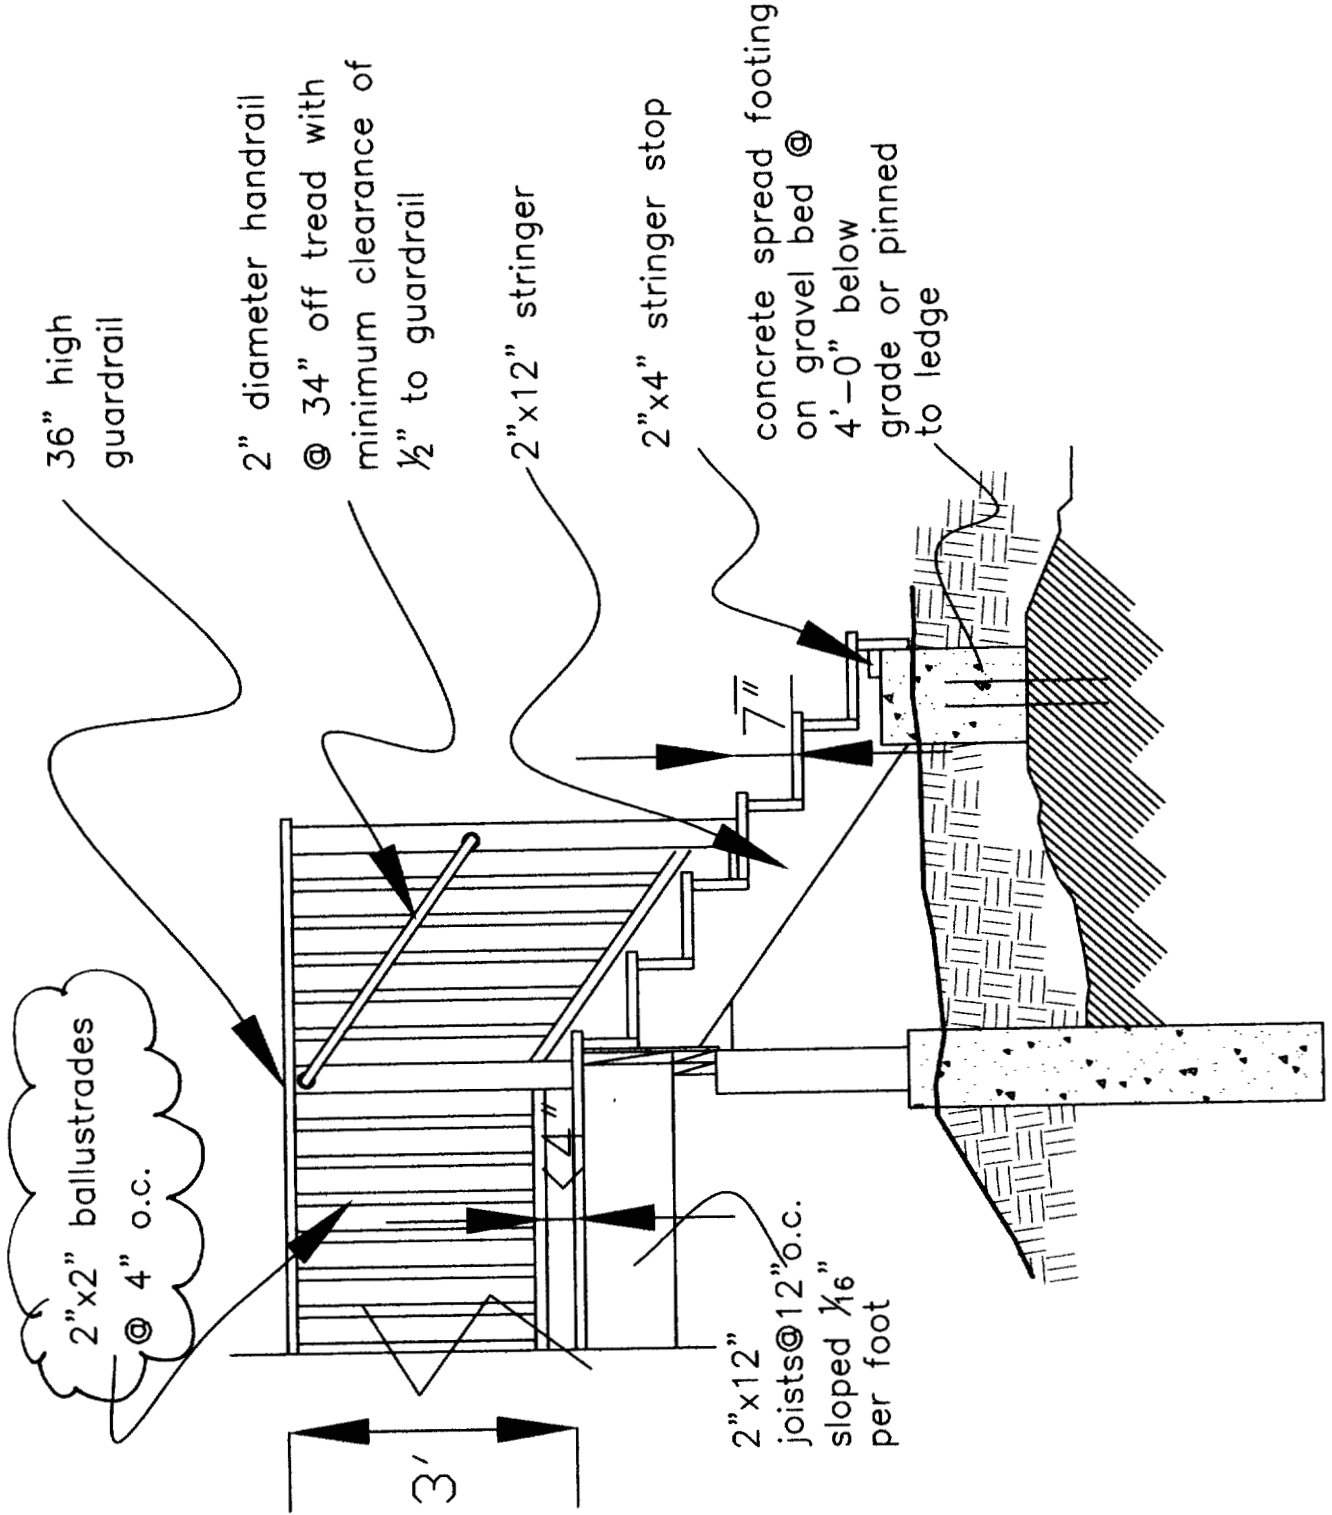 36" high
guardrail
2" diameter handrail
@ 34" off tread with
minimum clearance of
½" to guardrail
2"x12" stringer
2"x4" stringer stop
concrete spread footing
on gravel bed @
4'-0" below
grade or pinned
to ledge
2"x2" ballustrades
@ 4" o.c.
7"
<4"
3'
2"x12"
joists@12"o.c.
sloped 1/16"
per foot